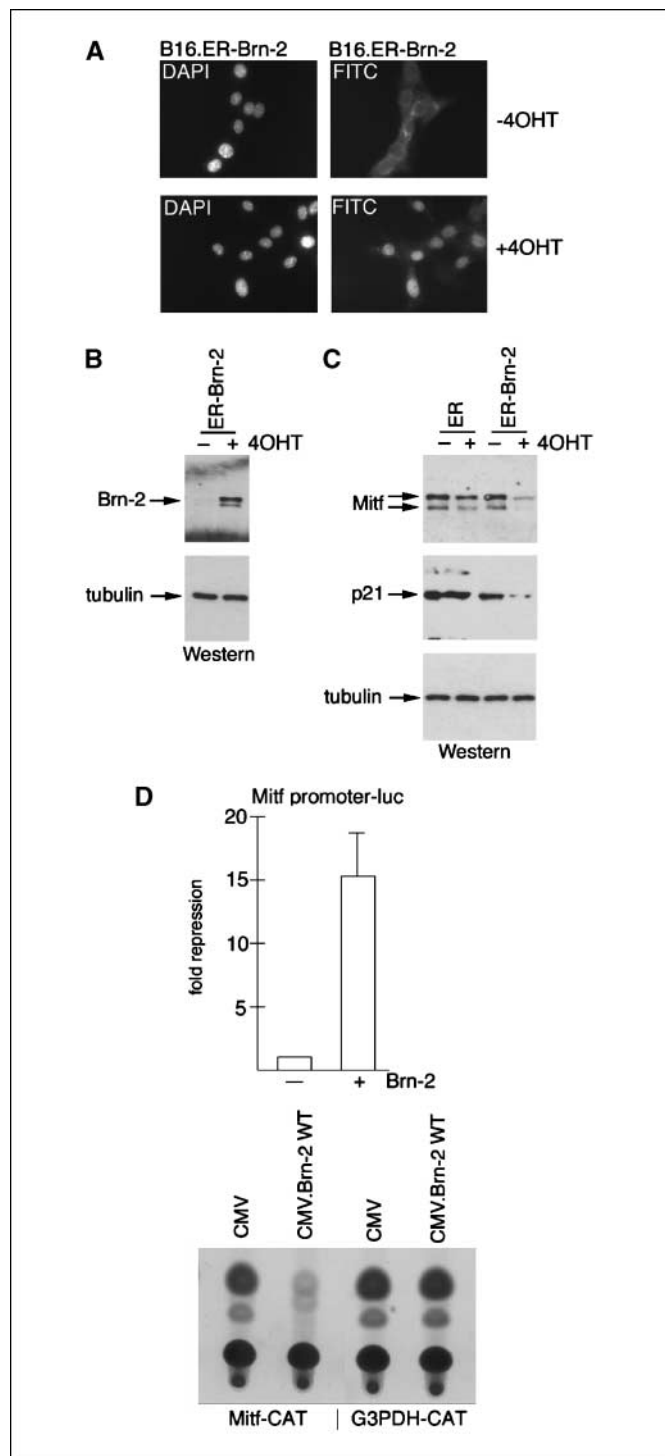 A
B16.ER-Brn-2 B16.ER-Brn-2
DAPI FITC
-4OHT
DAPI FITC
+4OHT
B
ER-Brn-2
– + 4OHT
Brn-2
tubulin
Western
C
ER ER-Brn-2
– + – + 4OHT
Mitf
p21
tubulin
Western
D
Mitf promoter-luc
20
15
10
5
fold repression
– + Brn-2
CMV CMV.Brn-2 WT CMV CMV.Brn-2 WT
Mitf-CAT | G3PDH-CAT